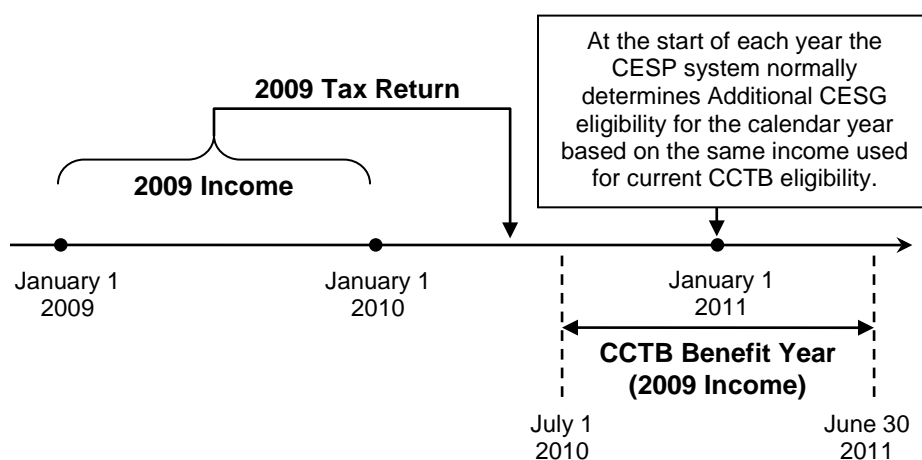 At the start of each year the
CESP system normally
determines Additional CESG
eligibility for the calendar year
based on the same income used
for current CCTB eligibility.
2009 Tax Return
2009 Income
January 1
2009
January 1
2010
January 1
2011
CCTB Benefit Year
(2009 Income)
July 1
2010
June 30
2011